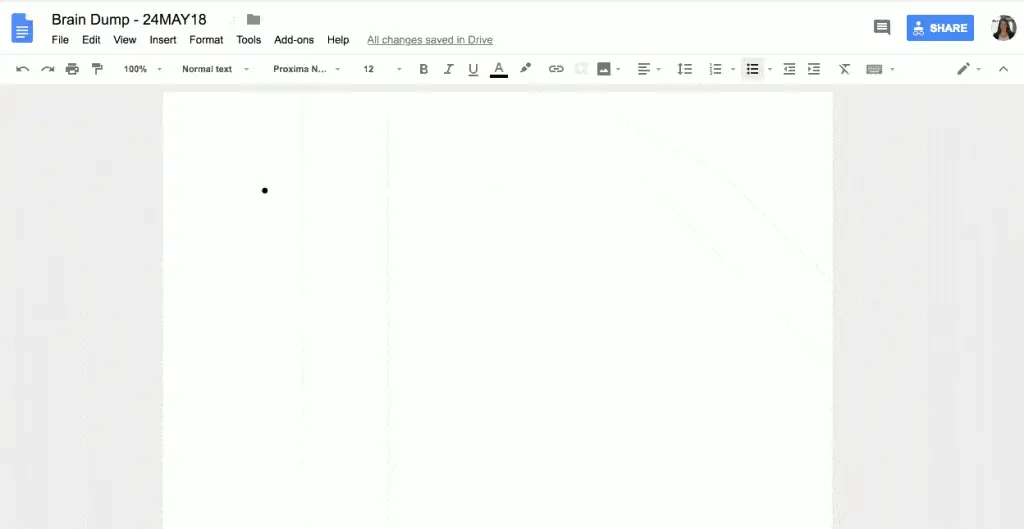 Brain Dump - 24MAY18
File Edit View Insert Format Tools Add-ons Help All changes saved in Drive
SHARE
100% Normal text Proxima N... 12 B I U A